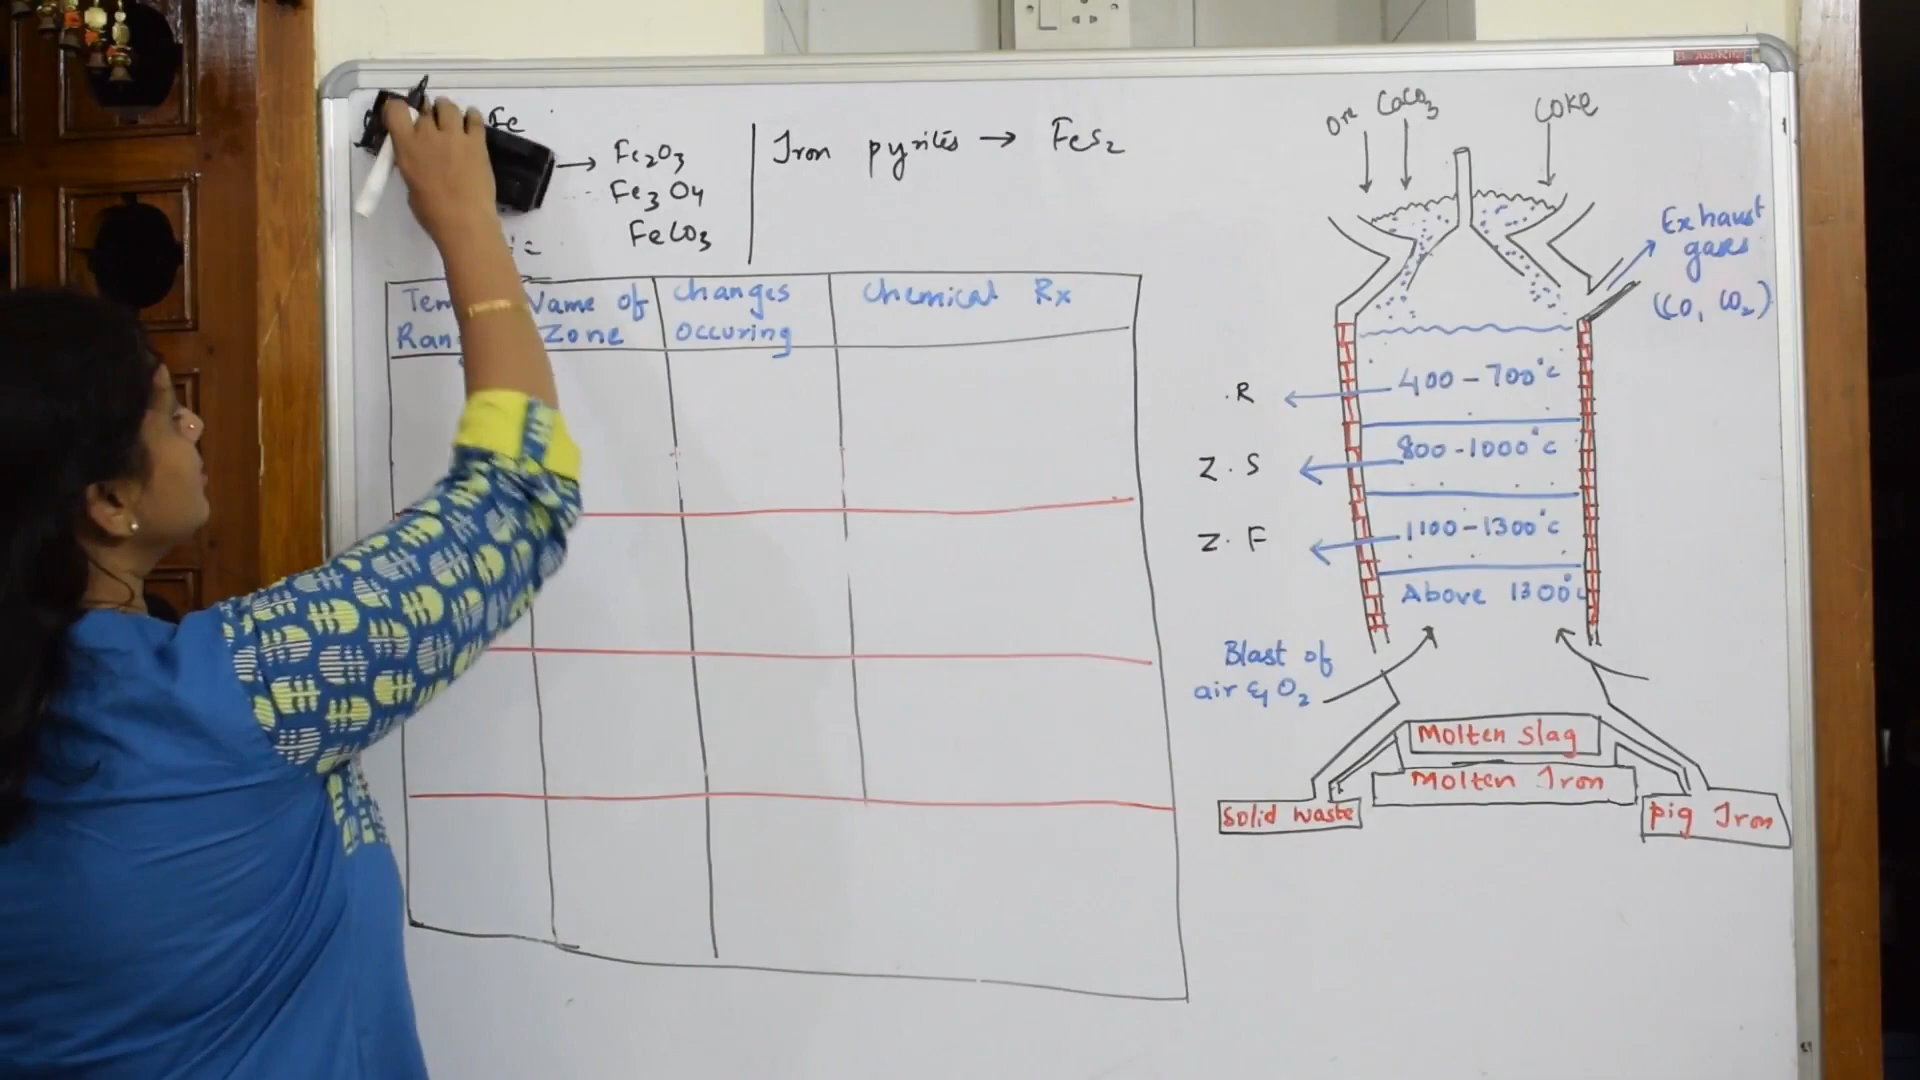 Fe
→ Fe2O3
Fe3O4
FeCO3
Iron pyrites → FeS2
Name of Zone
Changes Occuring
Chemical Rx
Ore
CaCO3
COKE
Exhaust
gases
(CO, CO2)
400-700°C
R
800-1000°C
Z. S
1100-1300°C
Z. F
Above 1300°C
Blast of
air & O2
Molten Slag
Molten Iron
Solid waste
pig Iron